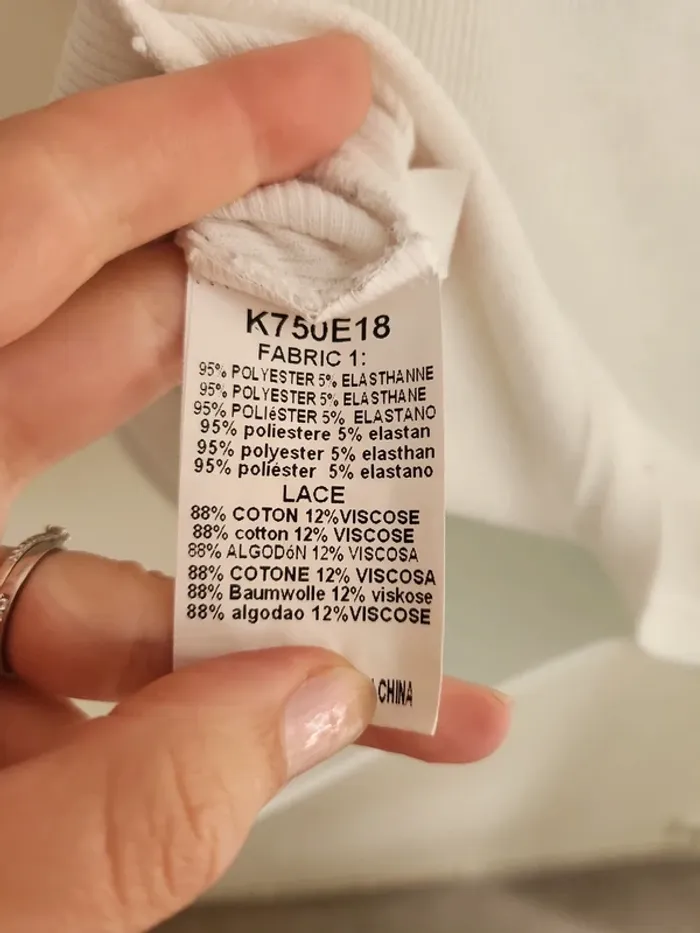 K750E18
FABRIC 1:
95% POLYESTER 5% ELASTHANNE
95% POLYESTER 5% ELASTHANE
95% POLIéSTER 5% ELASTANO
95% poliestere 5% elastan
95% polyester 5% elasthan
95% poliéster 5% elastano
LACE
88% COTON 12%VISCOSE
88% cotton 12% VISCOSE
88% ALGODóN 12% VISCOSA
88% COTONE 12% VISCOSA
88% Baumwolle 12% viskose
88% algodao 12%VISCOSE
CHINA